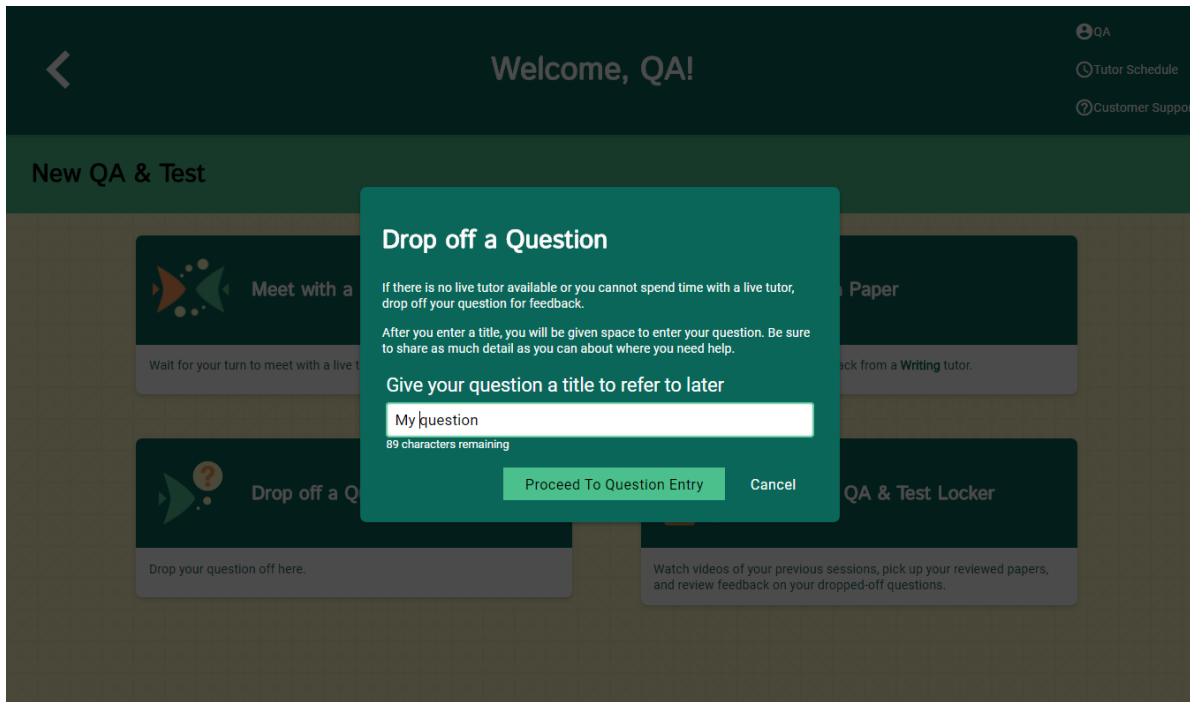 QA
Welcome, QA!
Tutor Schedule
Customer Suppor
New QA & Test
Drop off a Question
If there is no live tutor available or you cannot spend time with a live tutor,
drop off your question for feedback.
After you enter a title, you will be given space to enter your question. Be sure
to share as much detail as you can about where you need help.
Give your question a title to refer to later
My question
89 characters remaining
Proceed To Question Entry
Cancel
Meet with a
Paper
Wait for your turn to meet with a live t
ack from a Writing tutor.
?
Drop off a Q
QA & Test Locker
Drop your question off here.
Watch videos of your previous sessions, pick up your reviewed papers,
and review feedback on your dropped-off questions.